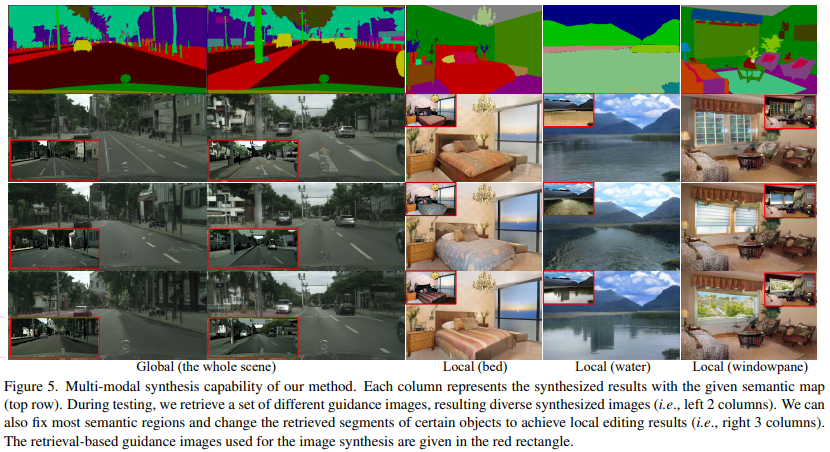 Global (the whole scene) Local (bed) Local (water) Local (windowpane)
Figure 5. Multi-modal synthesis capability of our method. Each column represents the synthesized results with the given semantic map
(top row). During testing, we retrieve a set of different guidance images, resulting diverse synthesized images (i.e., left 2 columns). We can
also fix most semantic regions and change the retrieved segments of certain objects to achieve local editing results (i.e., right 3 columns).
The retrieval-based guidance images used for the image synthesis are given in the red rectangle.